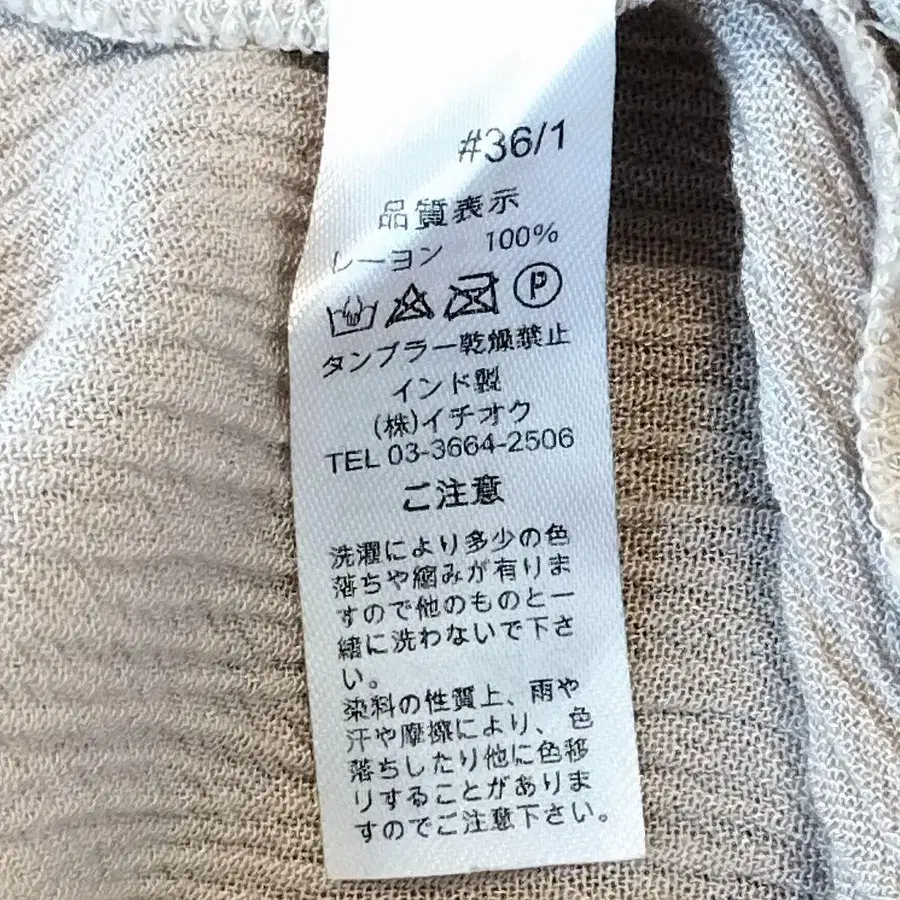 #36/1
品質表示
レーヨン 100%
P
タンブラー乾燥禁止
インド製
(株)イチオク
TEL 03-3664-2506
ご注意
洗濯により多少の色
落ちや縮みが有りま
すので他のものと一
緒に洗わないで下さ
い。
染料の性質上、雨や
汗や摩擦により、色
落ちしたり他に色移
りすることがありま
すのでご注意下さい。